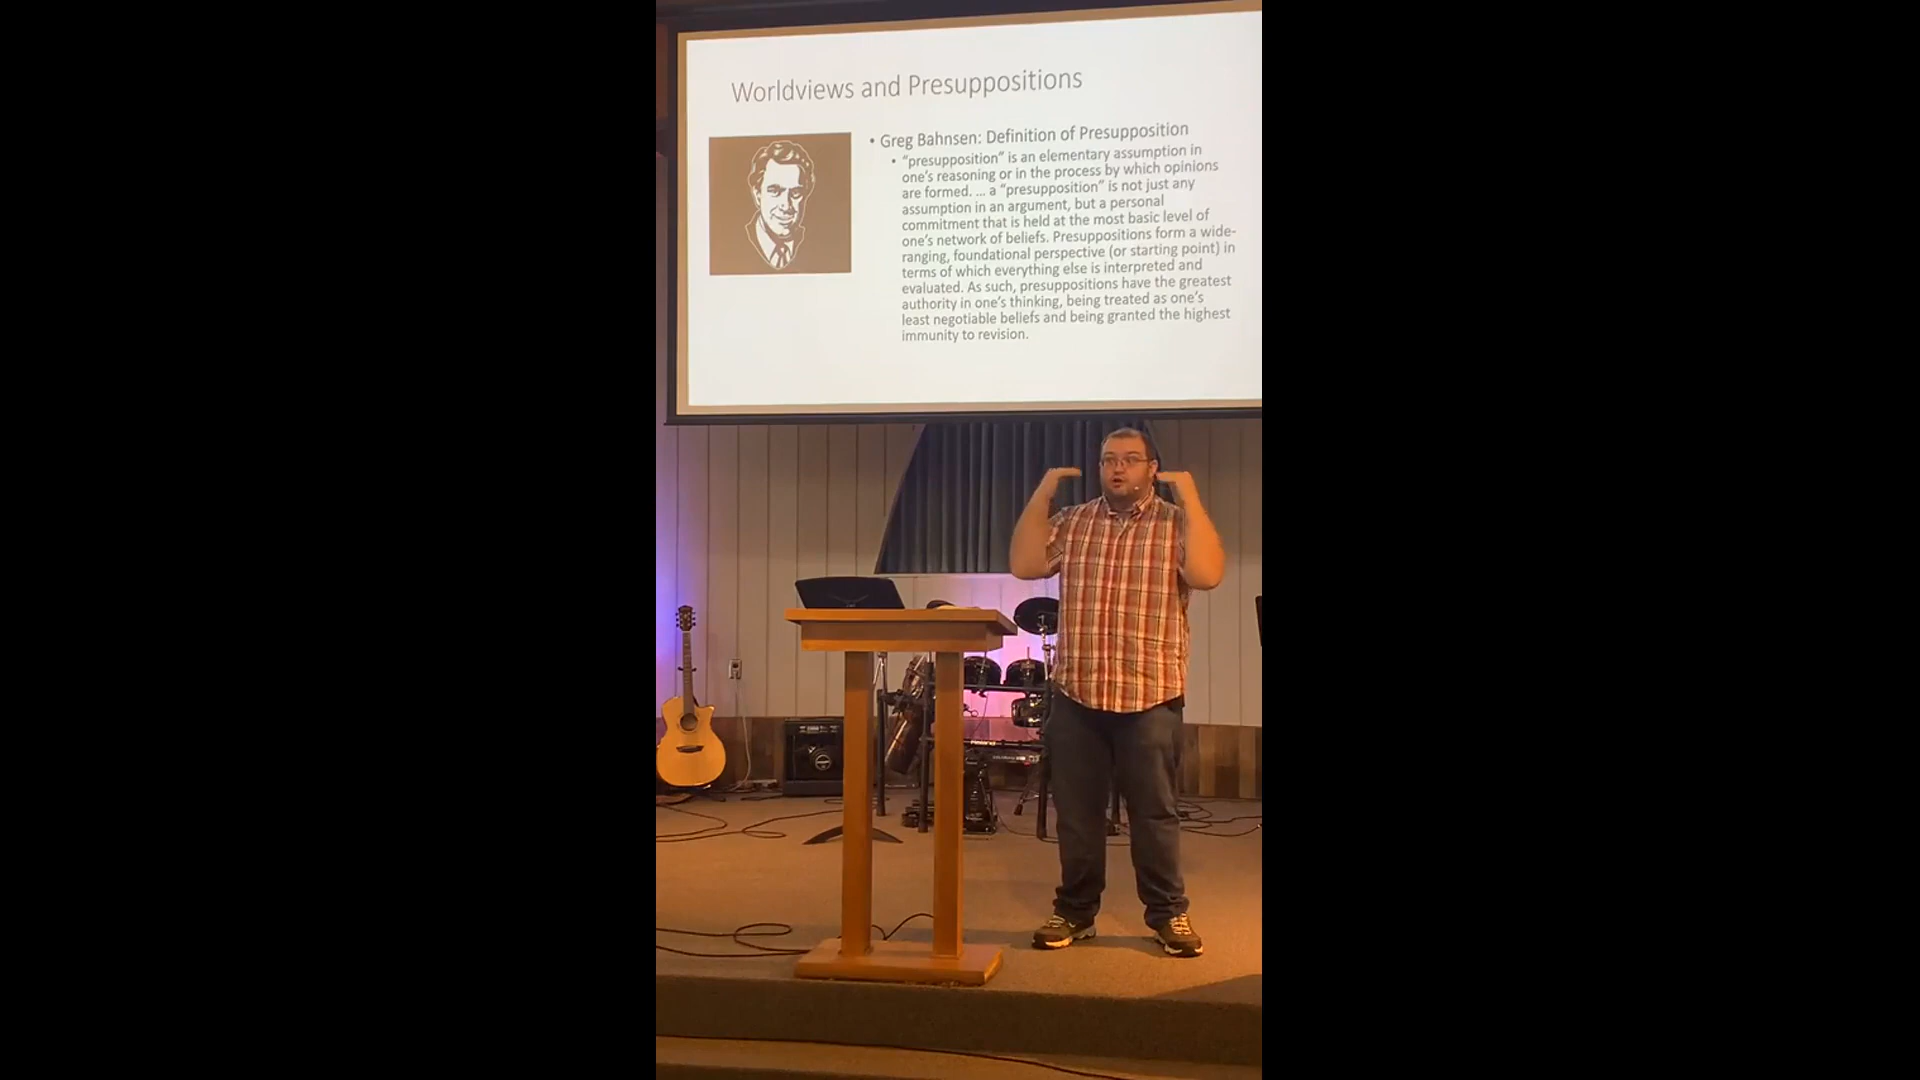 Worldviews and Presuppositions
• Greg Bahnsen: Definition of Presupposition
• “presupposition” is an elementary assumption in
one’s reasoning or in the process by which opinions
are formed. ... a “presupposition” is not just any
assumption in an argument, but a personal
commitment that is held at the most basic level of
one’s network of beliefs. Presuppositions form a wide-
ranging, foundational perspective (or starting point) in
terms of which everything else is interpreted and
evaluated. As such, presuppositions have the greatest
authority in one’s thinking, being treated as one’s
least negotiable beliefs and being granted the highest
immunity to revision.
Roland